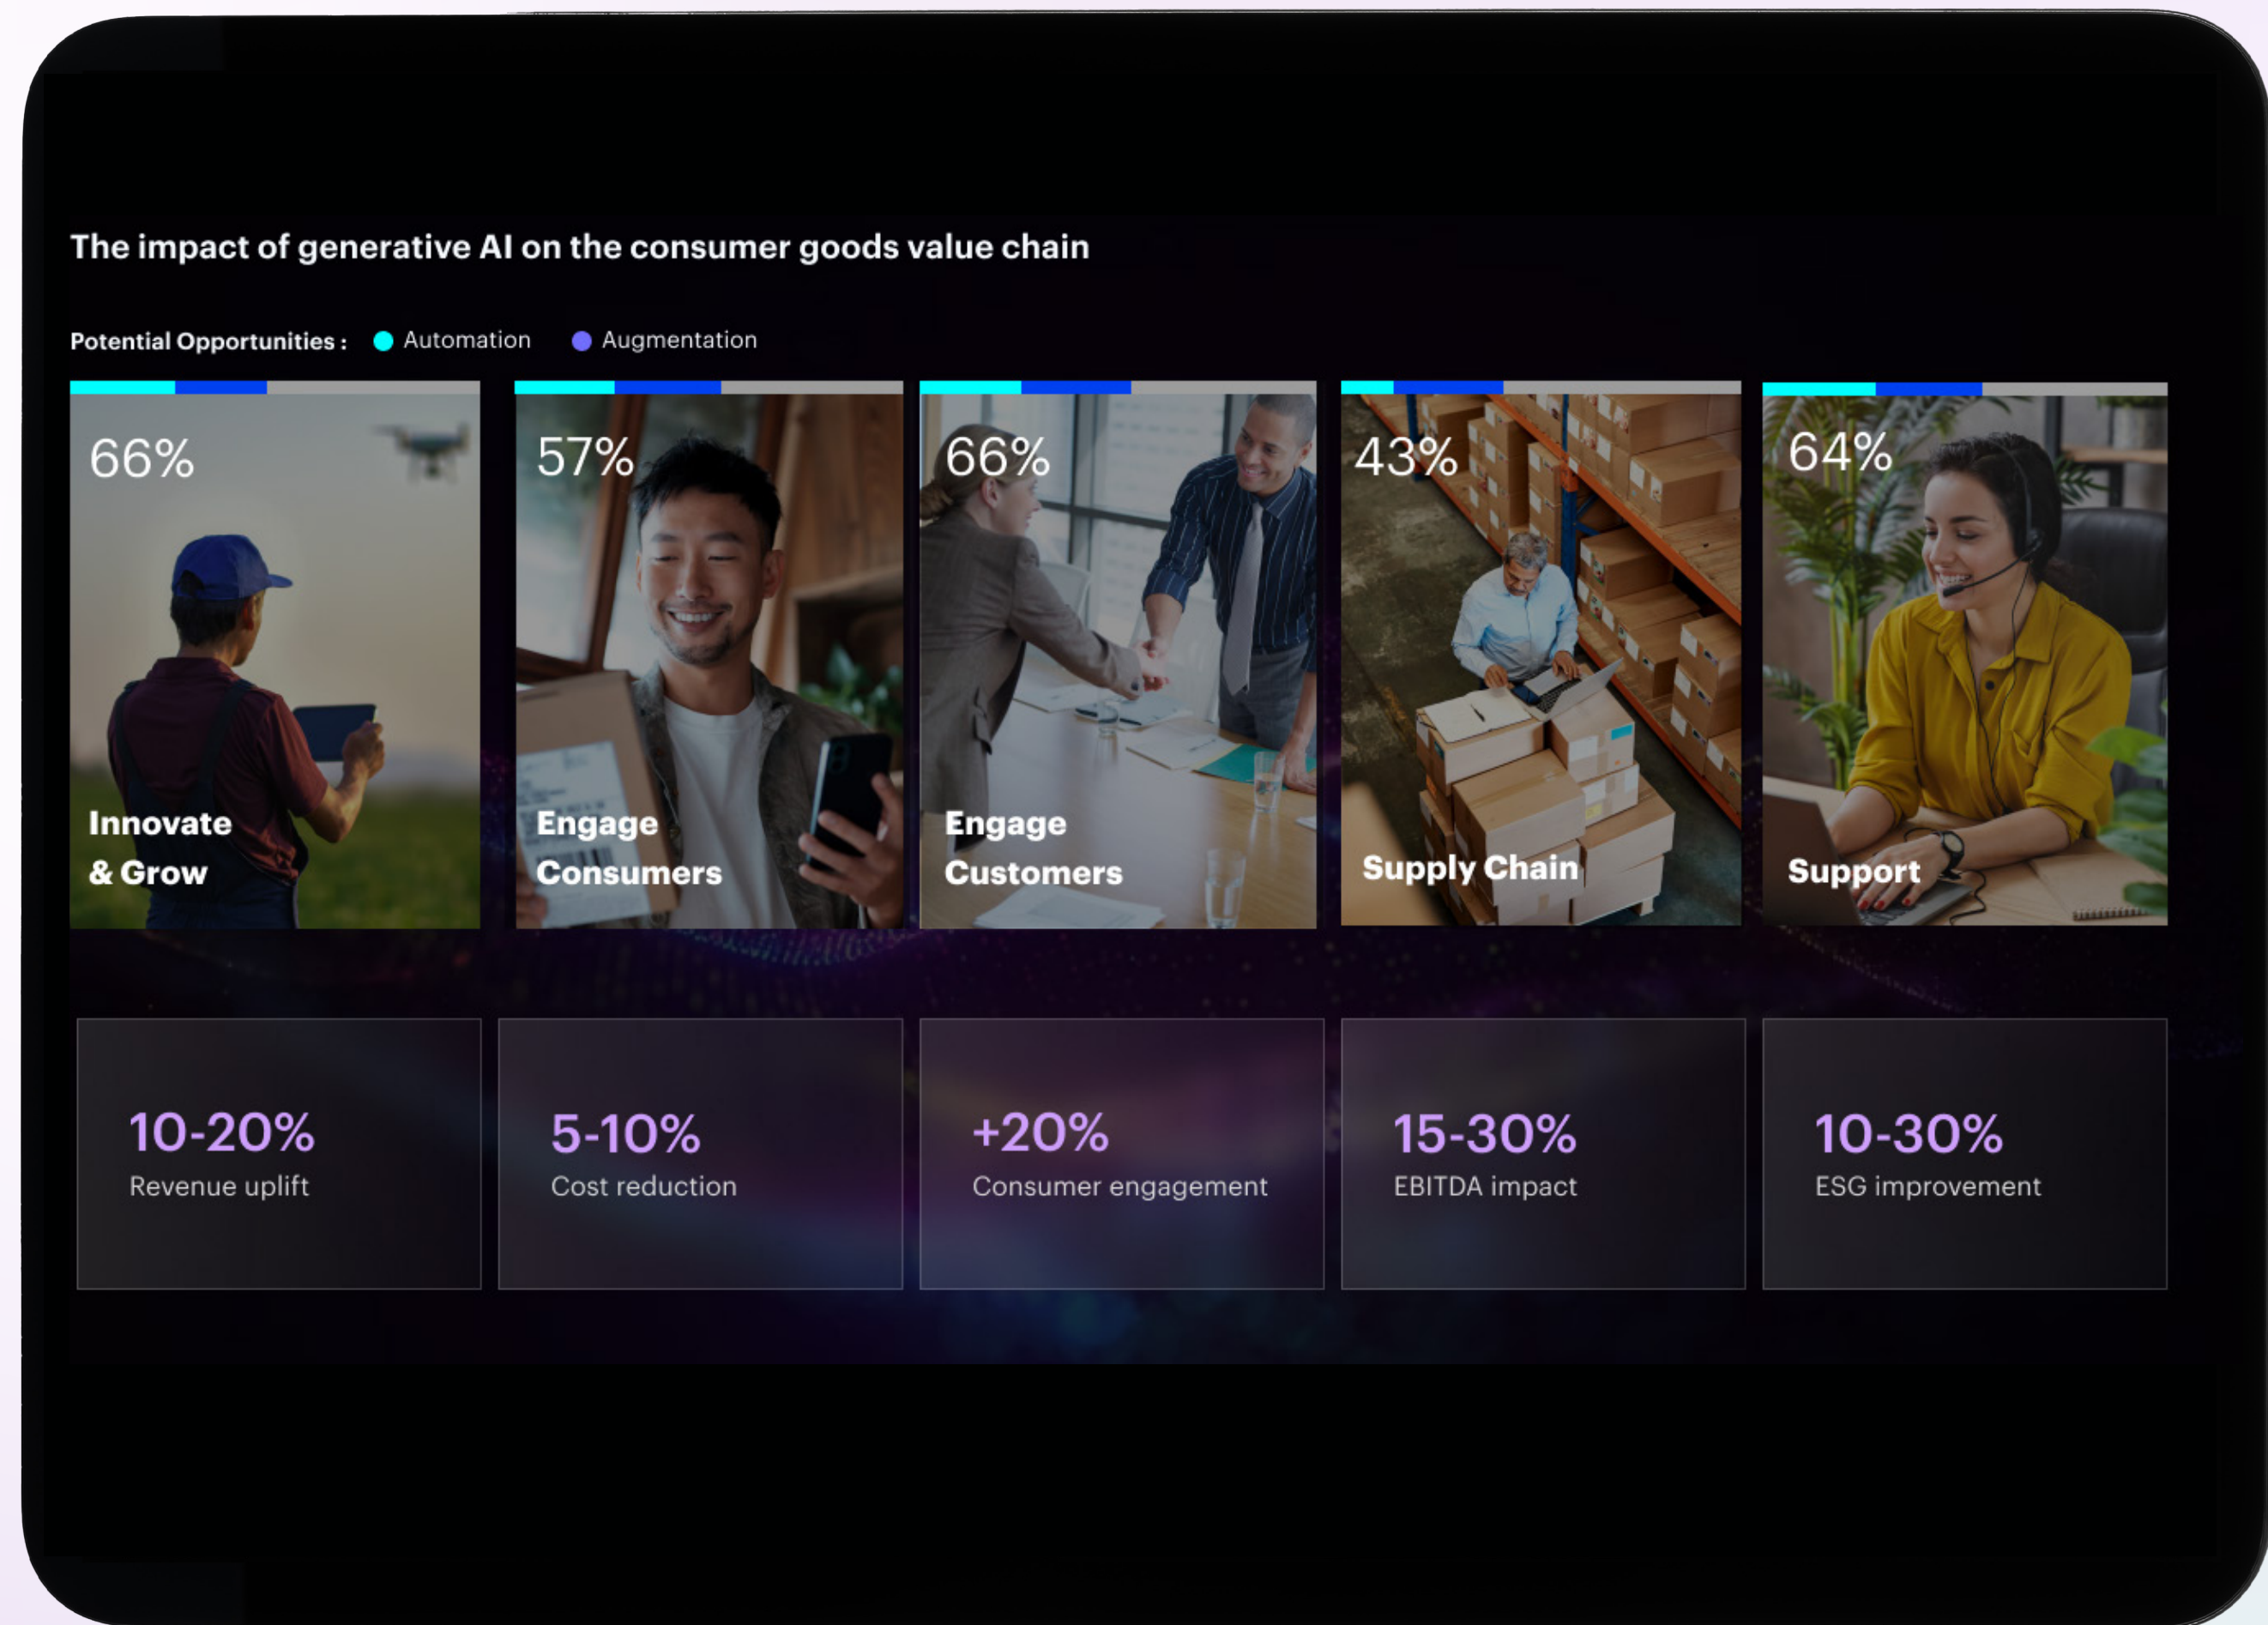 The impact of generative AI on the consumer goods value chain
Potential Opportunities : Automation Augmentation
66%
Innovate
& Grow
57%
Engage
Consumers
66%
Engage
Customers
43%
Supply Chain
64%
Support
10-20%
Revenue uplift
5-10%
Cost reduction
+20%
Consumer engagement
15-30%
EBITDA impact
10-30%
ESG improvement